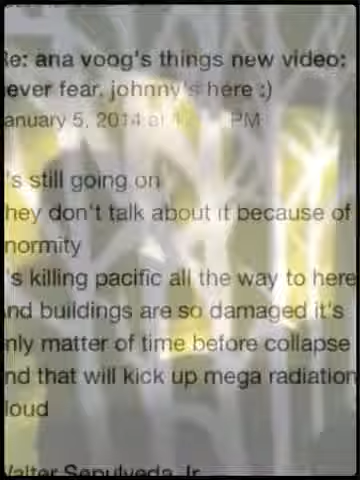 Re: ana voog's things new video:
ever fear, johnny's here :)
anuary 5, 2014 at PM
's still going on
hey don't talk about it because of
normity
's killing pacific all the way to here
nd buildings are so damaged it's
nly matter of time before collapse
nd that will kick up mega radiation
loud
Walter Sepulveda Jr